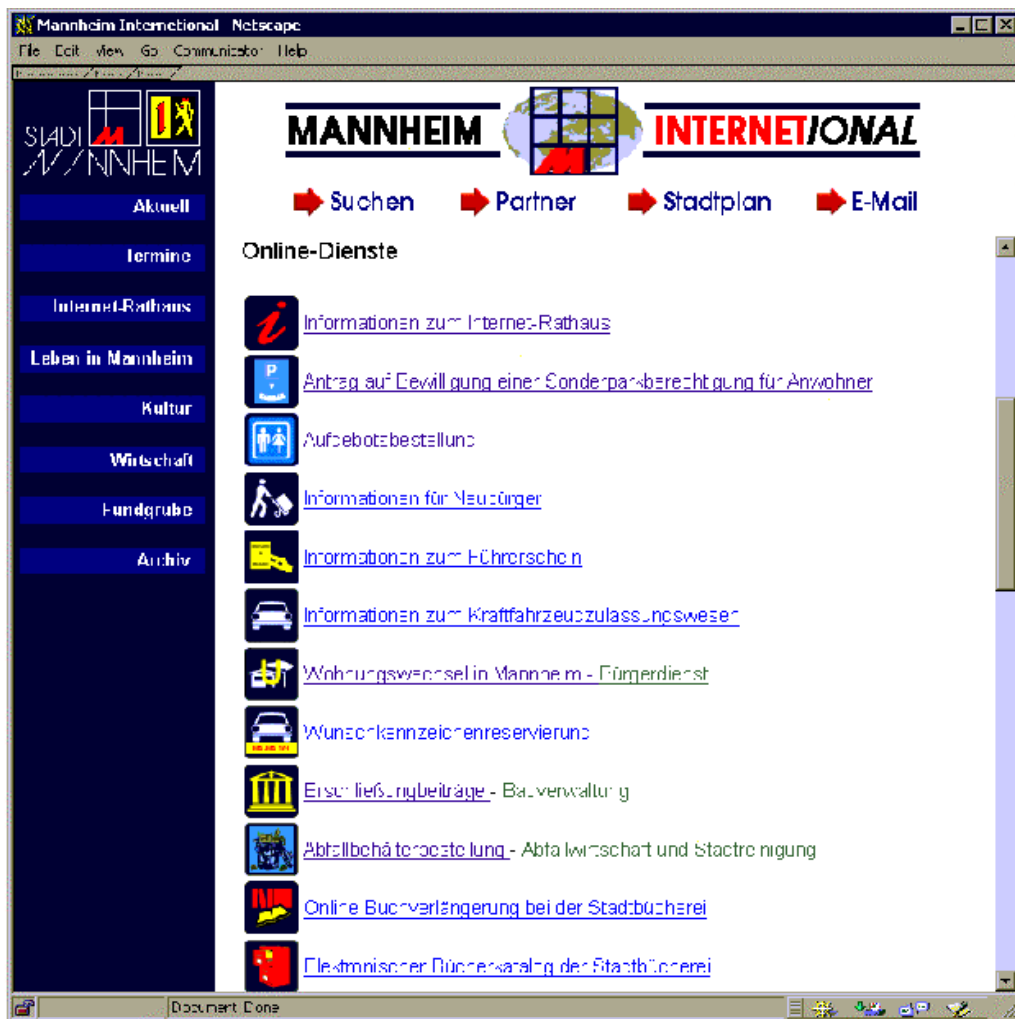 Mannheim Internetional Netscape
File Edit View Go Communicator Help
STADT MANNHEIM
MANNHEIM INTERNETIONAL
Suchen Partner Stadtplan E-Mail
Aktuell
Termine
Internet-Rathaus
Leben in Mannheim
Kultur
Wirtschaft
Fundgrube
Archiv
Online-Dienste
Informationen zum Internet-Rathaus
Antrag auf Bewilligung einer Sonderparkberechtigung für Anwohner
Aufgebotsbestellung
Informationen für Neubürger
Informationen zum Führerschein
Informationen zum Kraftfahrzeugzulassungswesen
Wohnungswechsel in Mannheim - Bürgerdienst
Wunschkennzeichenreservierung
Erschließungbeiträge - Bauverwaltung
Abfallbehälterbestellung - Abfallwirtschaft und Stadtreinigung
Online Buchverlängerung bei der Stadtbücherei
Elektronischer Bücherkatalog der Stadtbücherei
Document Done